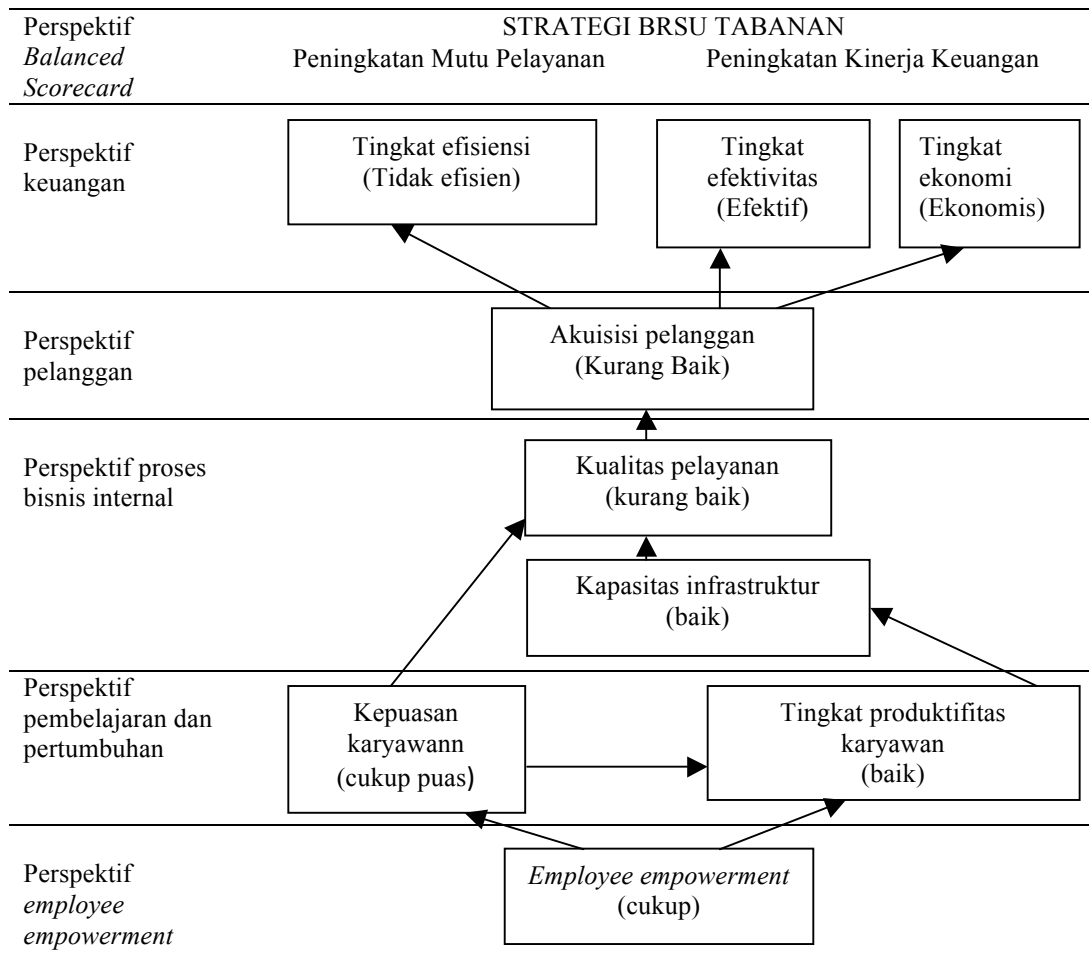 Perspektif
Balanced
Scorecard
STRATEGI BRSU TABANAN
Peningkatan Mutu Pelayanan Peningkatan Kinerja Keuangan
Perspektif
keuangan
Tingkat efisiensi
(Tidak efisien)
Tingkat
efektivitas
(Efektif)
Tingkat
ekonomi
(Ekonomis)
Perspektif
pelanggan
Akuisisi pelanggan
(Kurang Baik)
Perspektif proses
bisnis internal
Kualitas pelayanan
(kurang baik)
Kapasitas infrastruktur
(baik)
Perspektif
pembelajaran dan
pertumbuhan
Kepuasan
karyawann
(cukup puas)
Tingkat produktifitas
karyawan
(baik)
Perspektif
employee
empowerment
Employee empowerment
(cukup)